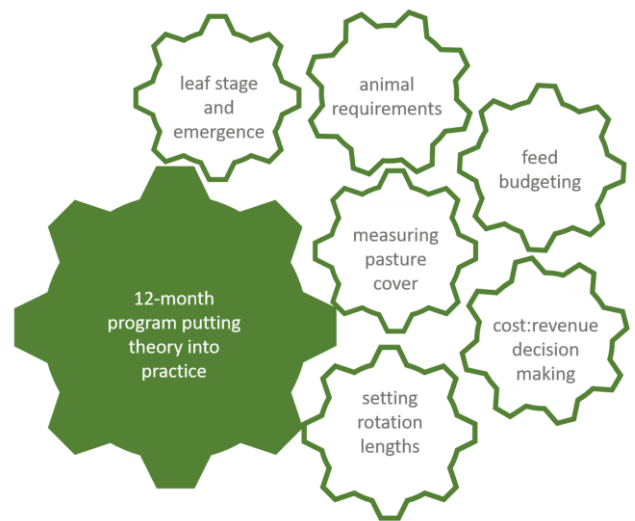 leaf stage
and
emergence
animal
requirements
feed
budgeting
measuring
pasture
cover
12-month
program putting
theory into
practice
cost:revenue
decision
making
setting
rotation
lengths